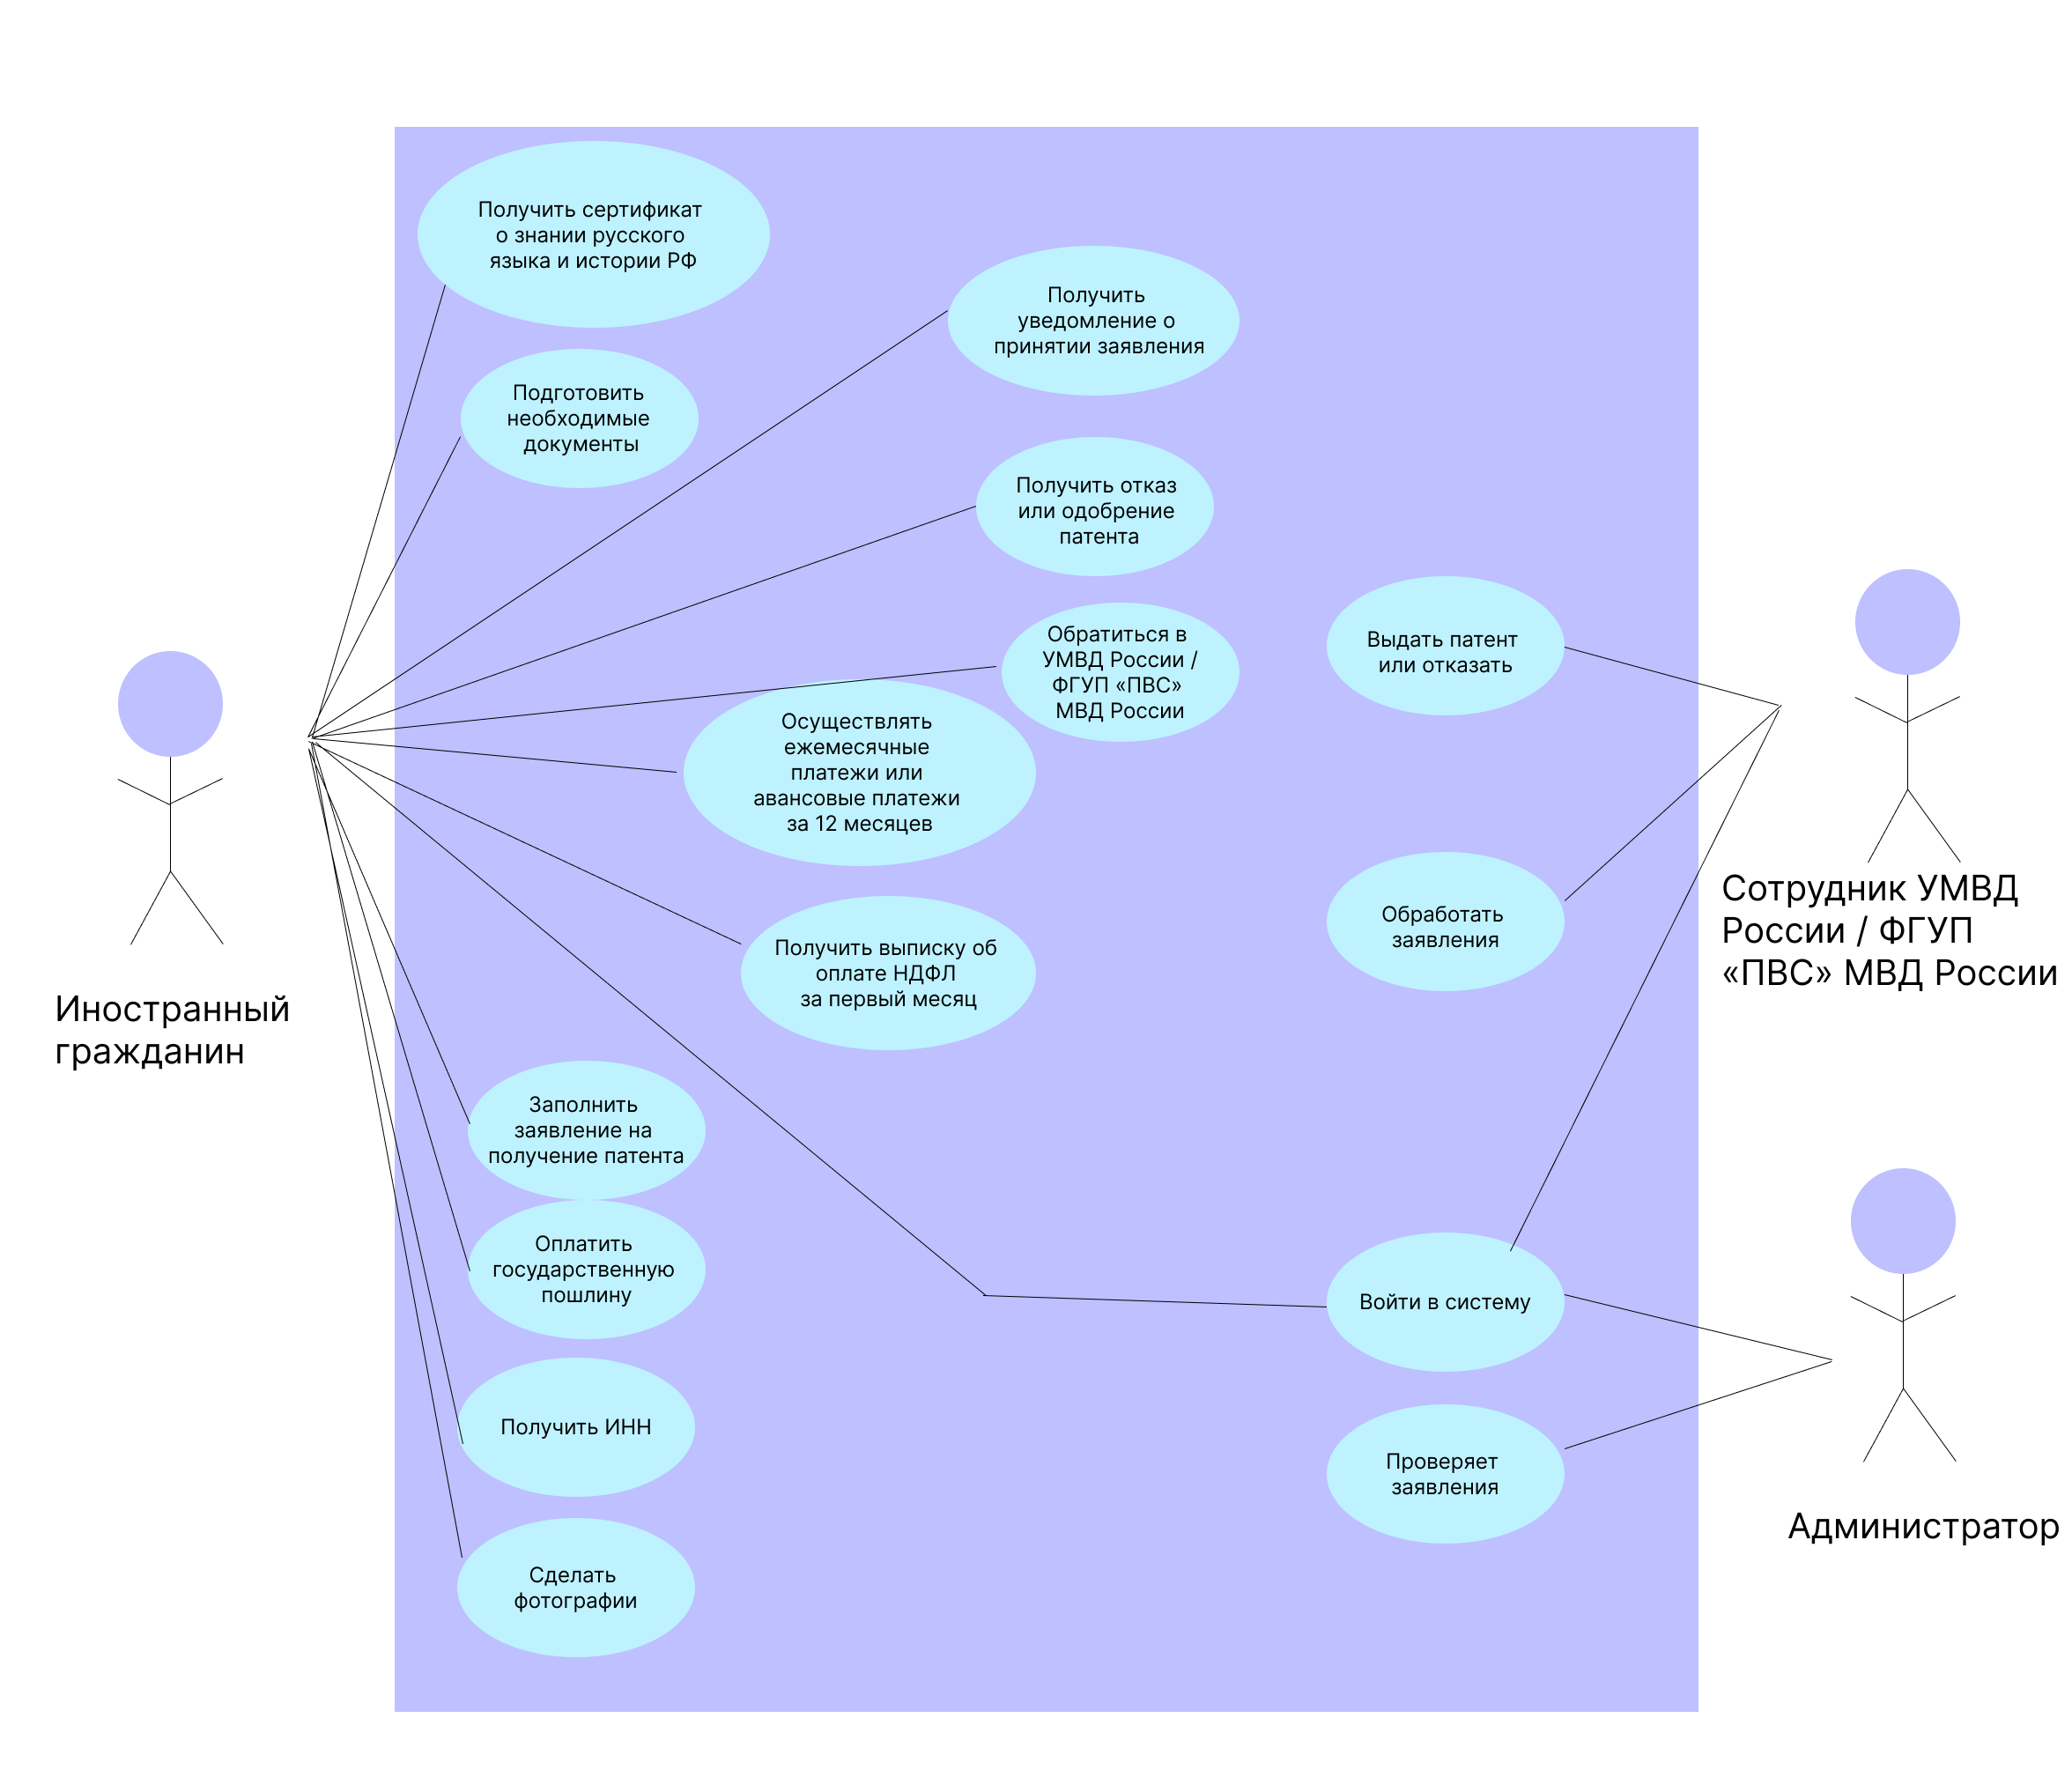 Получить сертификат
о знании русского
языка и истории РФ
Получить
уведомление о
принятии заявления
Подготовить
необходимые
документы
Получить отказ
или одобрение
патента
Обратиться в
УМВД России /
ФГУП «ПВС»
МВД России
Выдать патент
или отказать
Осуществлять
ежемесячные
платежи или
авансовые платежи
за 12 месяцев
Обработать
заявления
Сотрудник УМВД
России / ФГУП
«ПВС» МВД России
Получить выписку об
оплате НДФЛ
за первый месяц
Иностранный
гражданин
Заполнить
заявление на
получение патента
Оплатить
государственную
пошлину
Войти в систему
Получить ИНН
Проверяет
заявления
Администратор
Сделать
фотографии